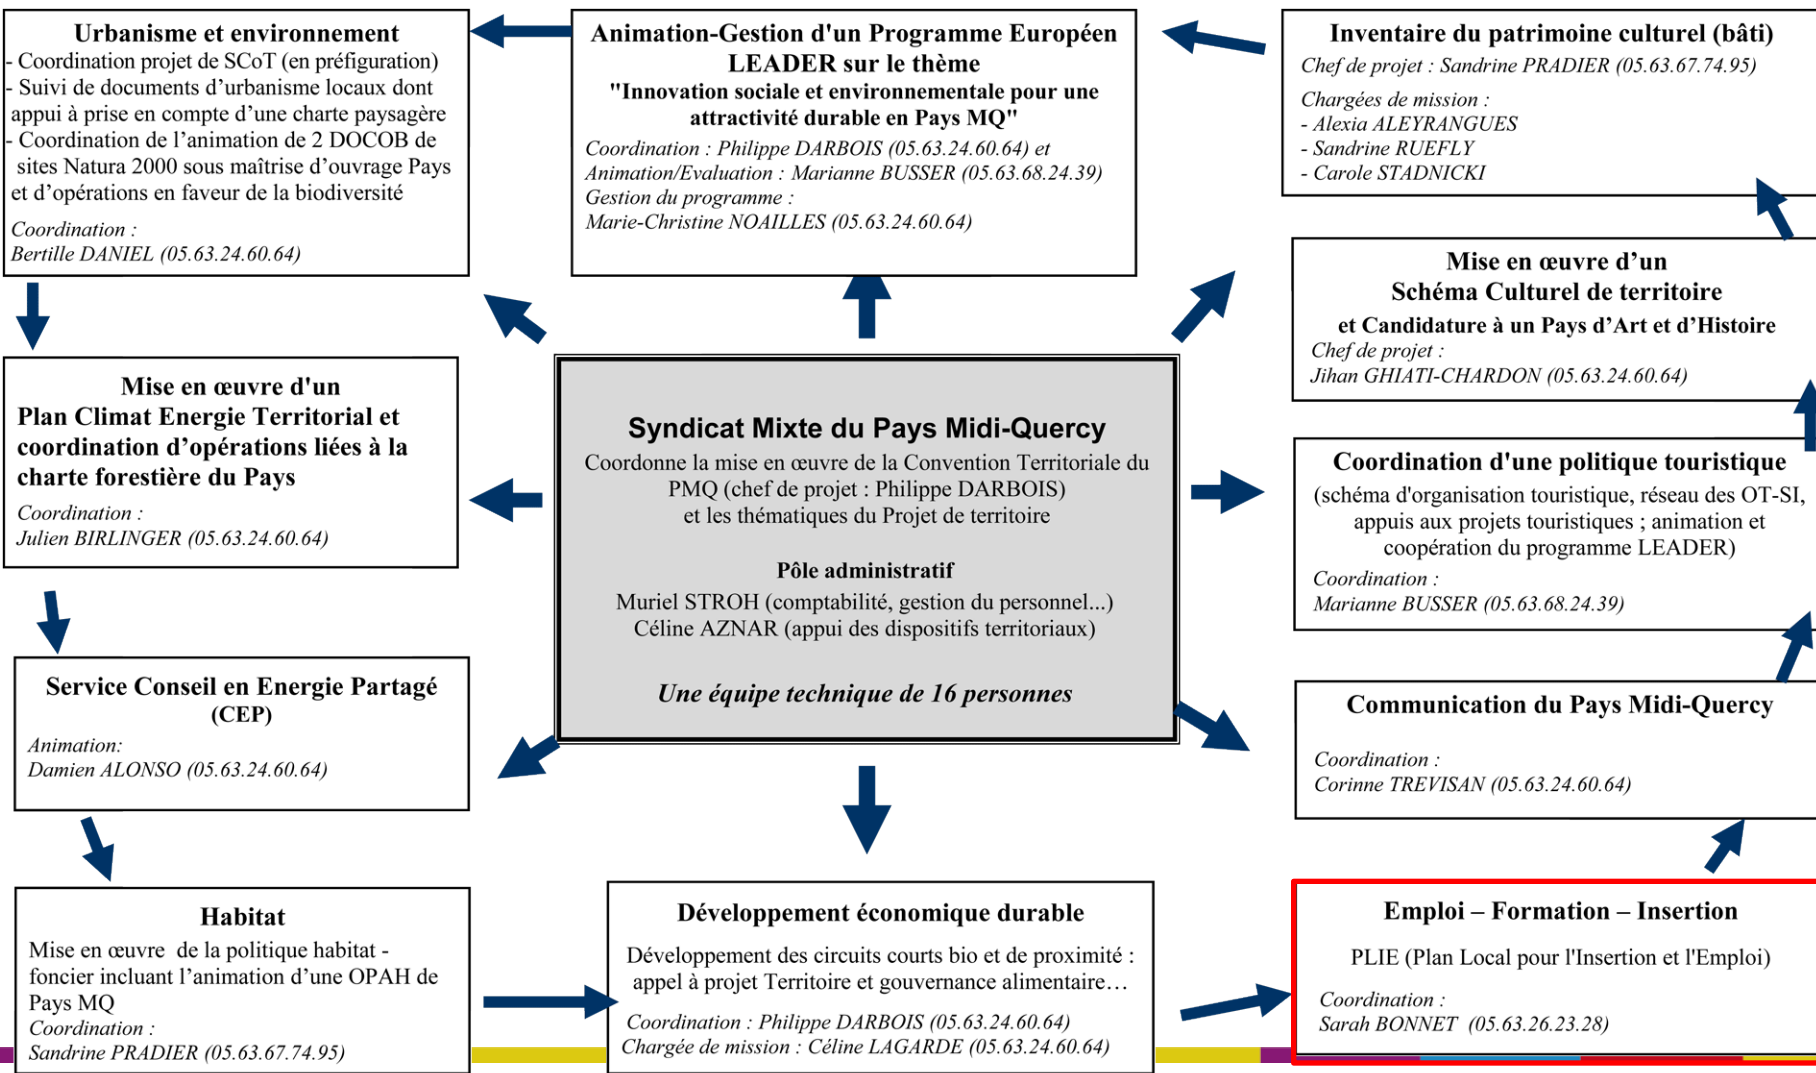 Urbanisme et environnement
- Coordination projet de SCoT (en préfiguration)
- Suivi de documents d’urbanisme locaux dont
appui à prise en compte d’une charte paysagère
- Coordination de l’animation de 2 DOCOB de
sites Natura 2000 sous maîtrise d’ouvrage Pays
et d’opérations en faveur de la biodiversité
Coordination :
Bertille DANIEL (05.63.24.60.64)
Animation-Gestion d'un Programme Européen
LEADER sur le thème
"Innovation sociale et environnementale pour une
attractivité durable en Pays MQ"
Coordination : Philippe DARBOIS (05.63.24.60.64) et
Animation/Evaluation : Marianne BUSSER (05.63.68.24.39)
Gestion du programme :
Marie-Christine NOAILLES (05.63.24.60.64)
Inventaire du patrimoine culturel (bâti)
Chef de projet : Sandrine PRADIER (05.63.67.74.95)
Chargées de mission :
- Alexia ALEYRANGUES
- Sandrine RUEFLY
- Carole STADNICKI
Mise en œuvre d’un
Schéma Culturel de territoire
et Candidature à un Pays d’Art et d’Histoire
Chef de projet :
Jihan GHIATI-CHARDON (05.63.24.60.64)
Mise en œuvre d'un
Plan Climat Energie Territorial et
coordination d’opérations liées à la
charte forestière du Pays
Coordination :
Julien BIRLINGER (05.63.24.60.64)
Syndicat Mixte du Pays Midi-Quercy
Coordonne la mise en œuvre de la Convention Territoriale du
PMQ (chef de projet : Philippe DARBOIS)
et les thématiques du Projet de territoire
Pôle administratif
Muriel STROH (comptabilité, gestion du personnel...)
Céline AZNAR (appui des dispositifs territoriaux)
Une équipe technique de 16 personnes
Coordination d'une politique touristique
(schéma d'organisation touristique, réseau des OT-SI,
appuis aux projets touristiques ; animation et
coopération du programme LEADER)
Coordination :
Marianne BUSSER (05.63.68.24.39)
Service Conseil en Energie Partagé
(CEP)
Animation:
Damien ALONSO (05.63.24.60.64)
Communication du Pays Midi-Quercy
Coordination :
Corinne TREVISAN (05.63.24.60.64)
Habitat
Mise en œuvre de la politique habitat -
foncier incluant l’animation d’une OPAH de
Pays MQ
Coordination :
Sandrine PRADIER (05.63.67.74.95)
Développement économique durable
Développement des circuits courts bio et de proximité :
appel à projet Territoire et gouvernance alimentaire…
Coordination : Philippe DARBOIS (05.63.24.60.64)
Chargée de mission : Céline LAGARDE (05.63.24.60.64)
Emploi – Formation – Insertion
PLIE (Plan Local pour l'Insertion et l'Emploi)
Coordination :
Sarah BONNET (05.63.26.23.28)